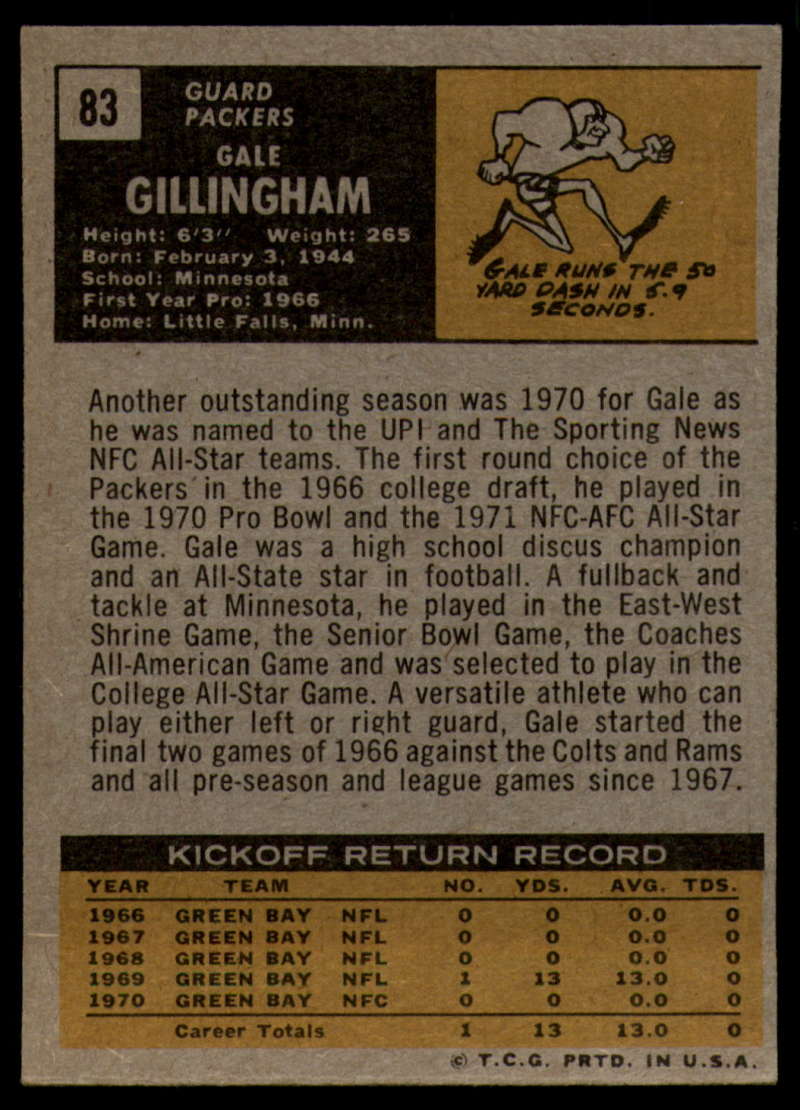 83
GUARD
PACKERS
GALE
GILLINGHAM
Height: 6'3" Weight: 265
Born: February 3, 1944
School: Minnesota
First Year Pro: 1966
Home: Little Falls, Minn.
GALE RUNS THE 50
YARD DASH IN 5.9
SECONDS.
Another outstanding season was 1970 for Gale as
he was named to the UPI and The Sporting News
NFC All-Star teams. The first round choice of the
Packers in the 1966 college draft, he played in
the 1970 Pro Bowl and the 1971 NFC-AFC All-Star
Game. Gale was a high school discus champion
and an All-State star in football. A fullback and
tackle at Minnesota, he played in the East-West
Shrine Game, the Senior Bowl Game, the Coaches
All-American Game and was selected to play in the
College All-Star Game. A versatile athlete who can
play either left or right guard, Gale started the
final two games of 1966 against the Colts and Rams
and all pre-season and league games since 1967.
KICKOFF RETURN RECORD
YEAR TEAM NO. YDS. AVG. TDS.
1966 GREEN BAY NFL 0 0 0.0 0
1967 GREEN BAY NFL 0 0 0.0 0
1968 GREEN BAY NFL 0 0 0.0 0
1969 GREEN BAY NFL 1 13 13.0 0
1970 GREEN BAY NFC 0 0 0.0 0
Career Totals 1 13 13.0 0
© T.C.G. PRTD. IN U.S.A.